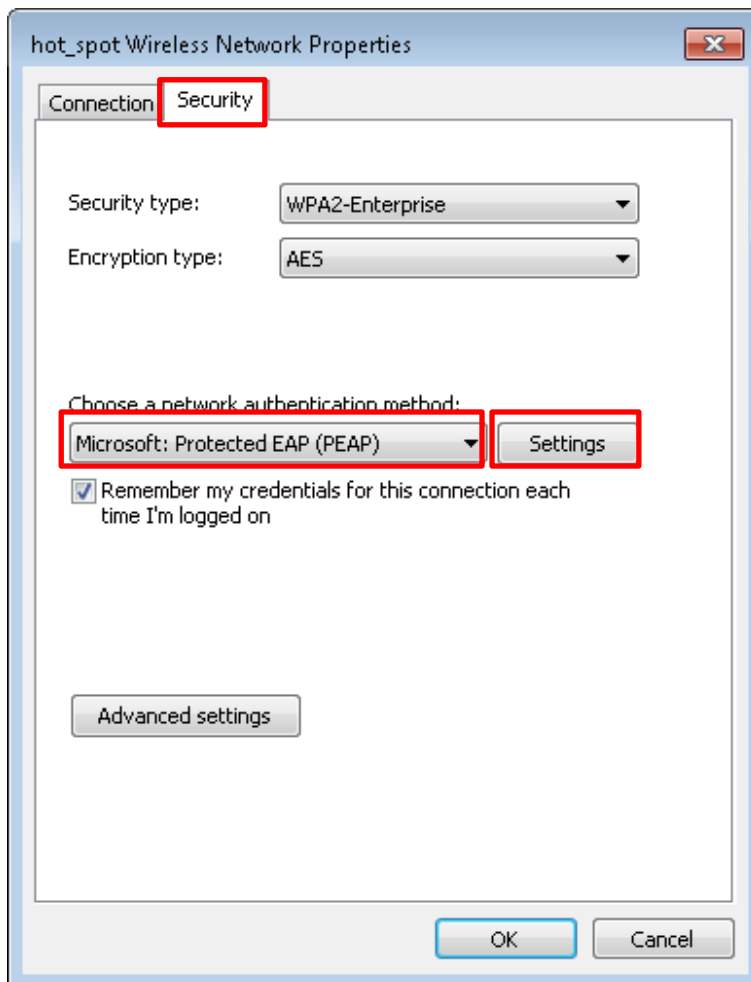 hot_spot Wireless Network Properties
Connection
Security
Security type:
WPA2-Enterprise
Encryption type:
AES
Choose a network authentication method:
Microsoft: Protected EAP (PEAP)
Settings
Remember my credentials for this connection each
time I'm logged on
Advanced settings
OK
Cancel